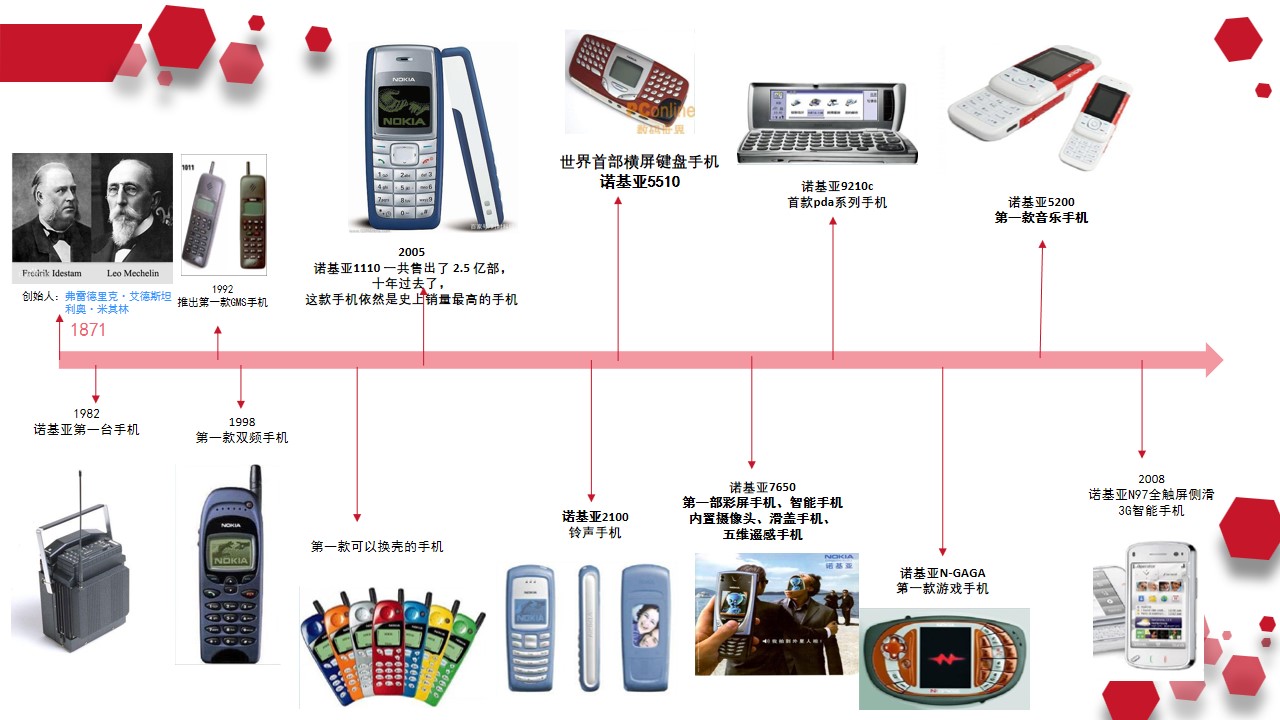 Fredrik Idestam
Leo Mechelin
创始人：弗雷德里克·艾德斯坦
利奥·米其林
1871
1011
1992
推出第一款GMS手机
NOKIA
NOKIA
2005
诺基亚1110 一共售出了 2.5 亿部，
十年过去了，
这款手机依然是史上销量最高的手机
PConline
世界首部横屏键盘手机
诺基亚5510
诺基亚9210c
首款pda系列手机
诺基亚5200
第一款音乐手机
1982
诺基亚第一台手机
1998
第一款双频手机
NOKIA
NOKIA
第一款可以换壳的手机
诺基亚2100
铃声手机
诺基亚7650
第一部彩屏手机、智能手机
内置摄像头、滑盖手机、
五维遥感手机
NOKIA
诺基亚
诺基亚N-GAGA
第一款游戏手机
2008
诺基亚N97全触屏侧滑
3G智能手机